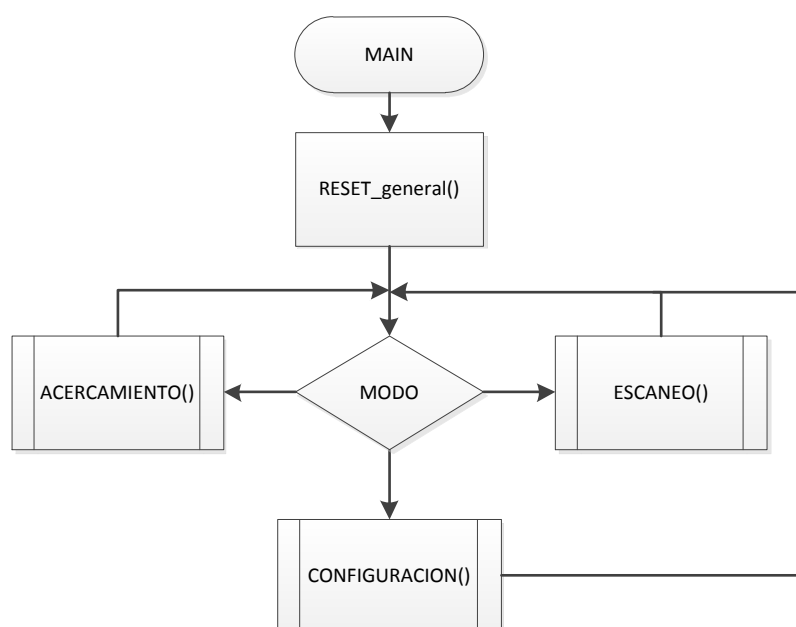 MAIN
RESET_general()
ACERCAMIENTO()
MODO
ESCANEO()
CONFIGURACION()